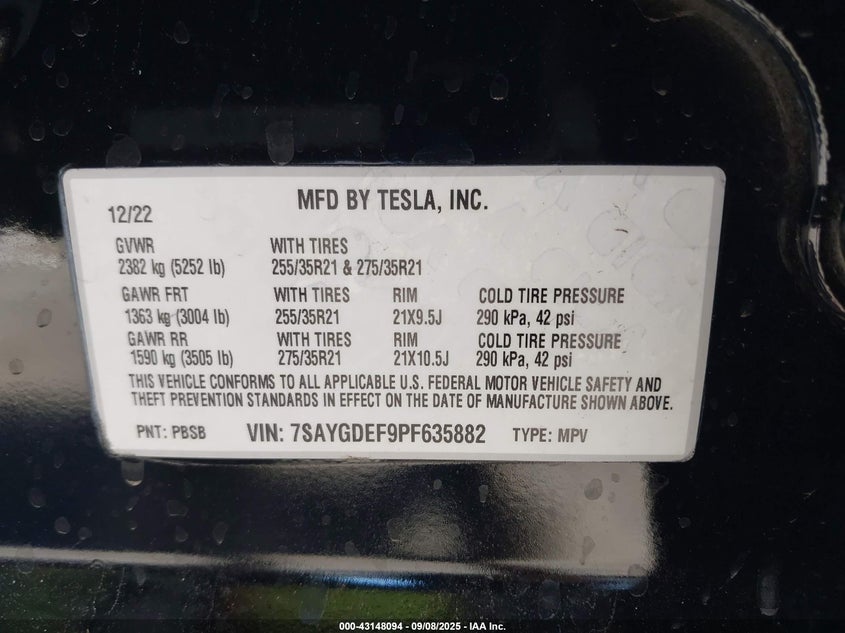 12/22 MFD BY TESLA, INC.
GVWR WITH TIRES
2382 kg (5252 lb) 255/35R21 & 275/35R21
GAWR FRT WITH TIRES RIM COLD TIRE PRESSURE
1363 kg (3004 lb) 255/35R21 21X9.5J 290 kPa, 42 psi
GAWR RR WITH TIRES RIM COLD TIRE PRESSURE
1590 kg (3505 lb) 275/35R21 21X10.5J 290 kPa, 42 psi
THIS VEHICLE CONFORMS TO ALL APPLICABLE U.S. FEDERAL MOTOR VEHICLE SAFETY AND
THEFT PREVENTION STANDARDS IN EFFECT ON THE DATE OF MANUFACTURE SHOWN ABOVE.
PNT: PBSB VIN: 7SAYGDEF9PF635882 TYPE: MPV
000-43148094 - 09/08/2025 - IAA Inc.